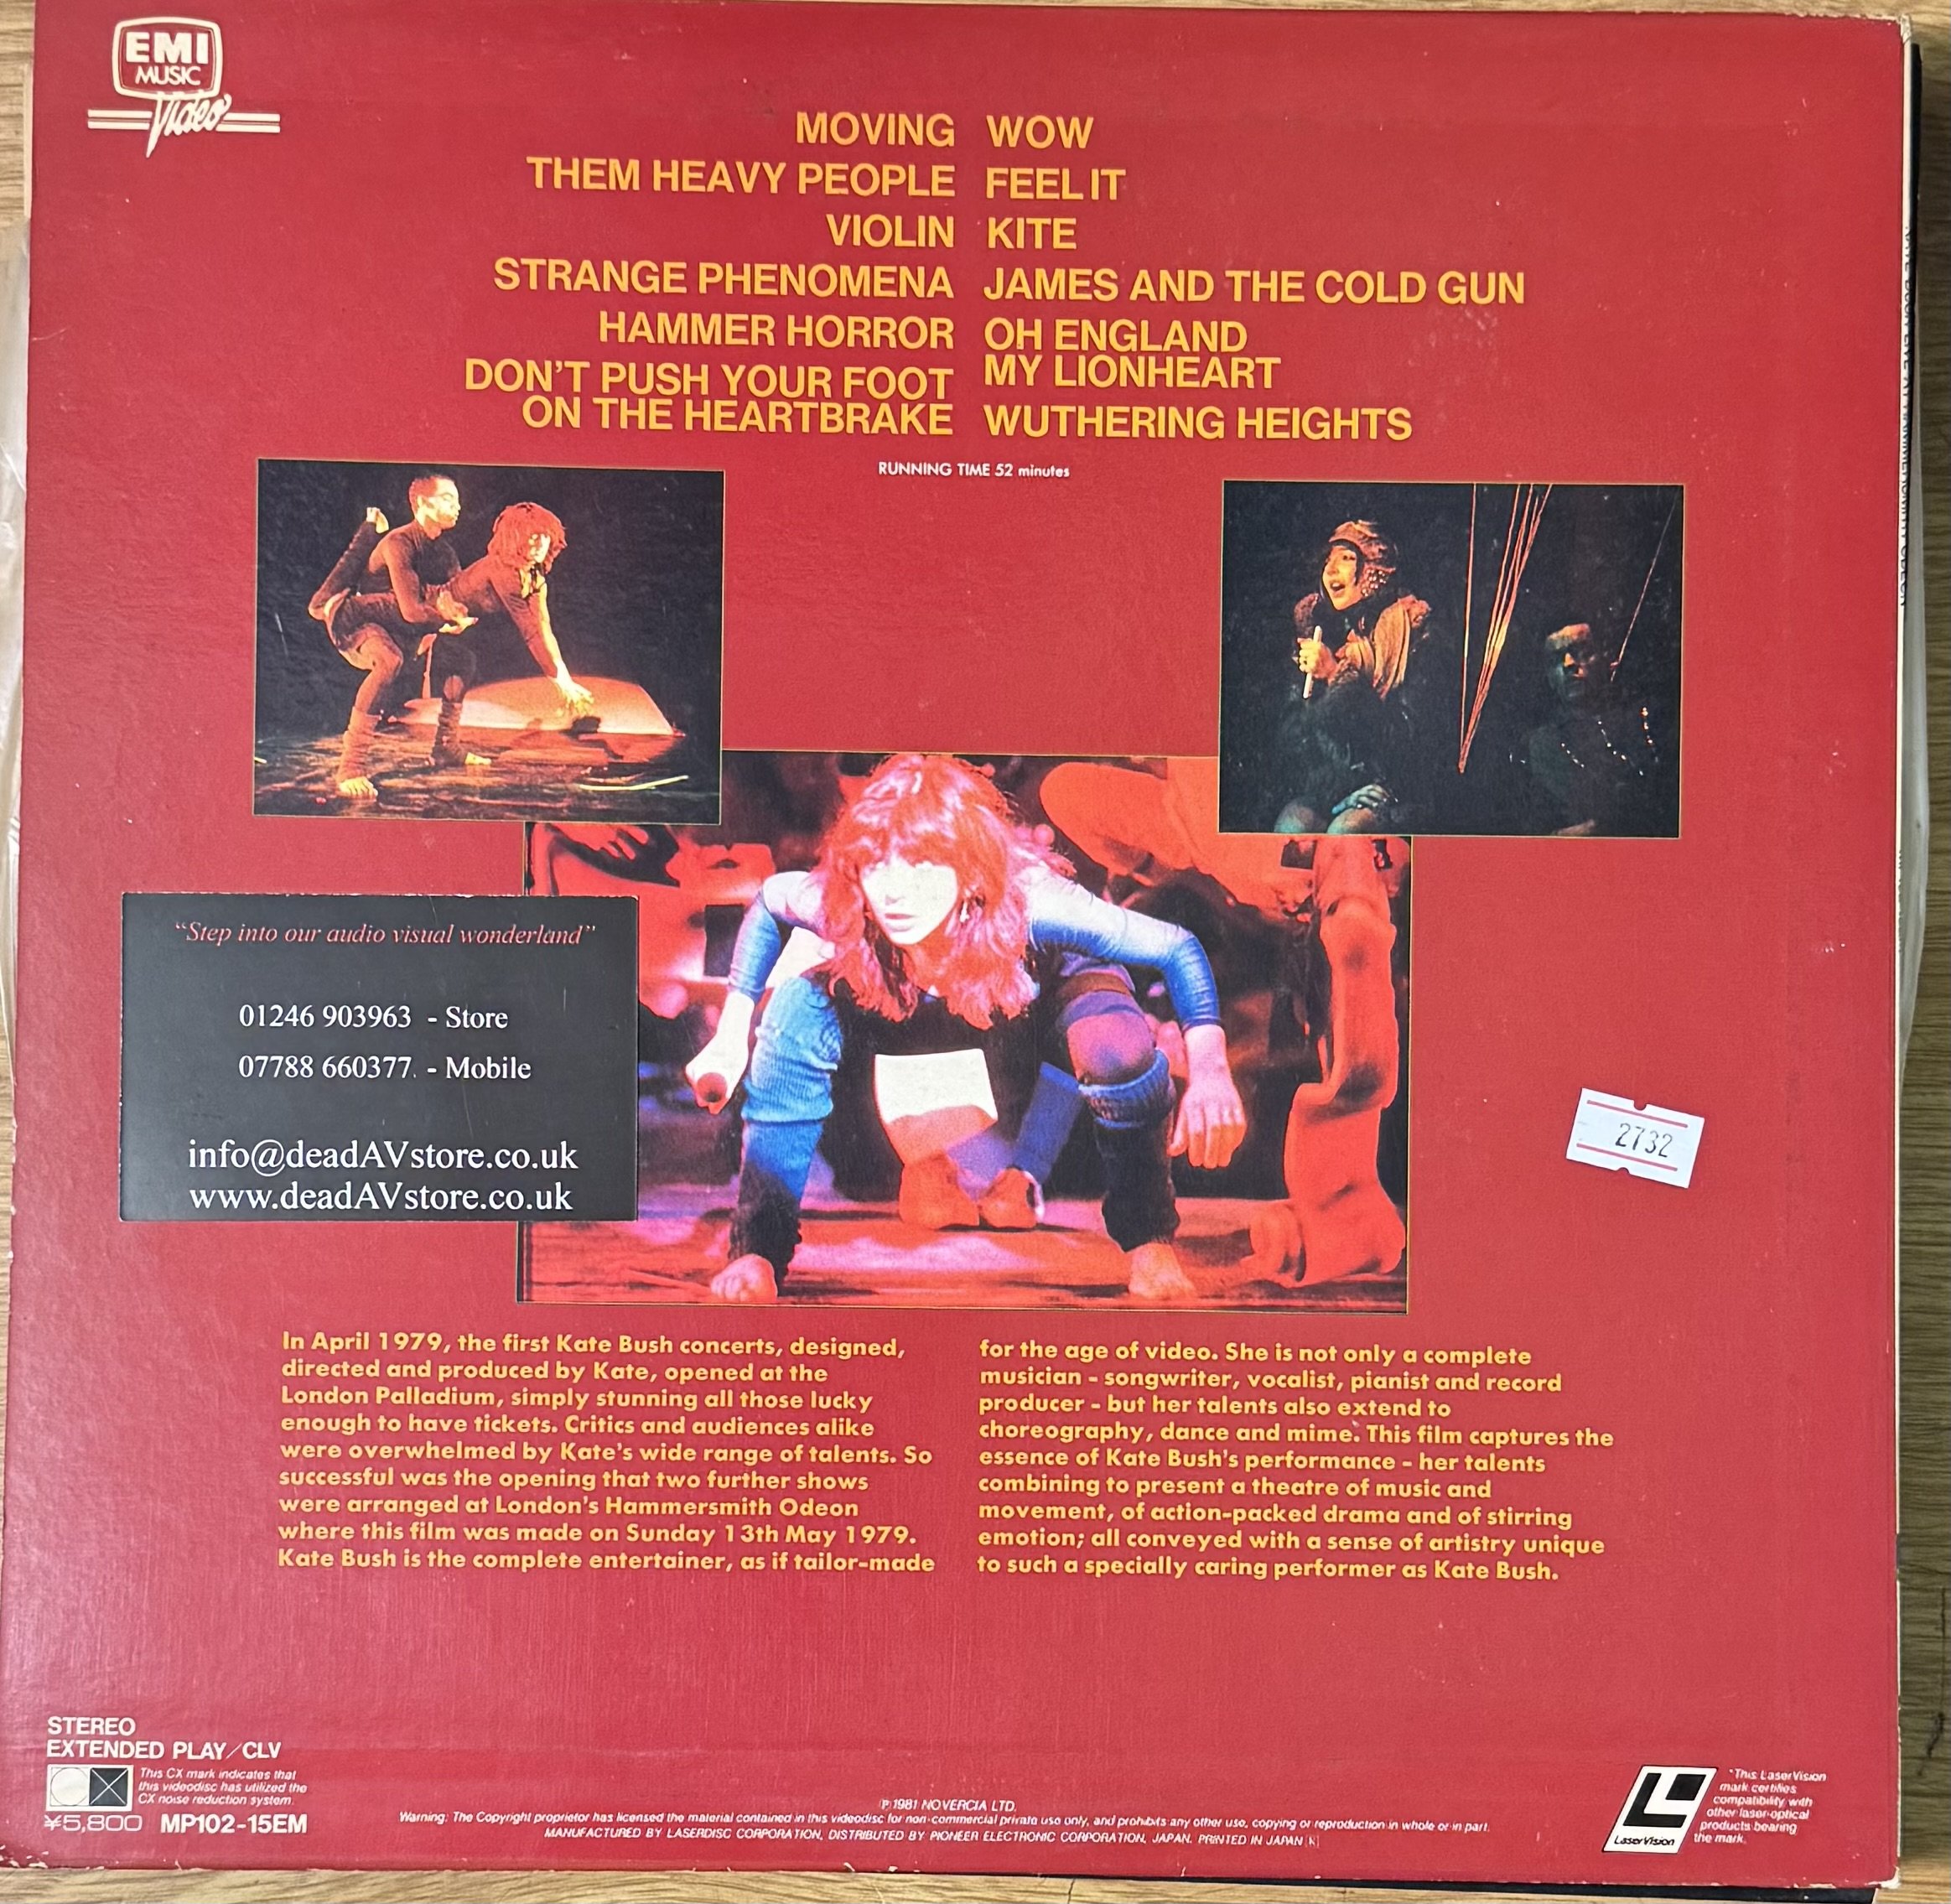 EMI
MUSIC
Video
MOVING WOW
THEM HEAVY PEOPLE FEEL IT
VIOLIN KITE
STRANGE PHENOMENA JAMES AND THE COLD GUN
HAMMER HORROR OH ENGLAND
MY LIONHEART
DON'T PUSH YOUR FOOT
ON THE HEARTBRAKE WUTHERING HEIGHTS
RUNNING TIME 52 minutes
"Step into our audio visual wonderland"
01246 903963 - Store
07788 660377. - Mobile
info@deadAVstore.co.uk
www.deadAVstore.co.uk
2732
In April 1979, the first Kate Bush concerts, designed,
directed and produced by Kate, opened at the
London Palladium, simply stunning all those lucky
enough to have tickets. Critics and audiences alike
were overwhelmed by Kate's wide range of talents. So
successful was the opening that two further shows
were arranged at London's Hammersmith Odeon
where this film was made on Sunday 13th May 1979.
Kate Bush is the complete entertainer, as if tailor-made
for the age of video. She is not only a complete
musician - songwriter, vocalist, pianist and record
producer - but her talents also extend to
choreography, dance and mime. This film captures the
essence of Kate Bush's performance - her talents
combining to present a theatre of music and
movement, of action-packed drama and of stirring
emotion; all conveyed with a sense of artistry unique
to such a specially caring performer as Kate Bush.
STEREO
EXTENDED PLAY/CLV
This CX mark indicates that
this videodisc has utilized the
CX noise reduction system.
¥5,800 MP102-15EM
℗ 1981 NOVERCIA LTD.
Warning: The Copyright proprietor has licensed the material contained in this videodisc for non-commercial private use only, and prohibits any other use, copying or reproduction in whole or in part.
MANUFACTURED BY LASERDISC CORPORATION, DISTRIBUTED BY PIONEER ELECTRONIC CORPORATION, JAPAN. PRINTED IN JAPAN
LaserVision
"This LaserVision
mark certifies
compatibility with
other laser-optical
products bearing
the mark.